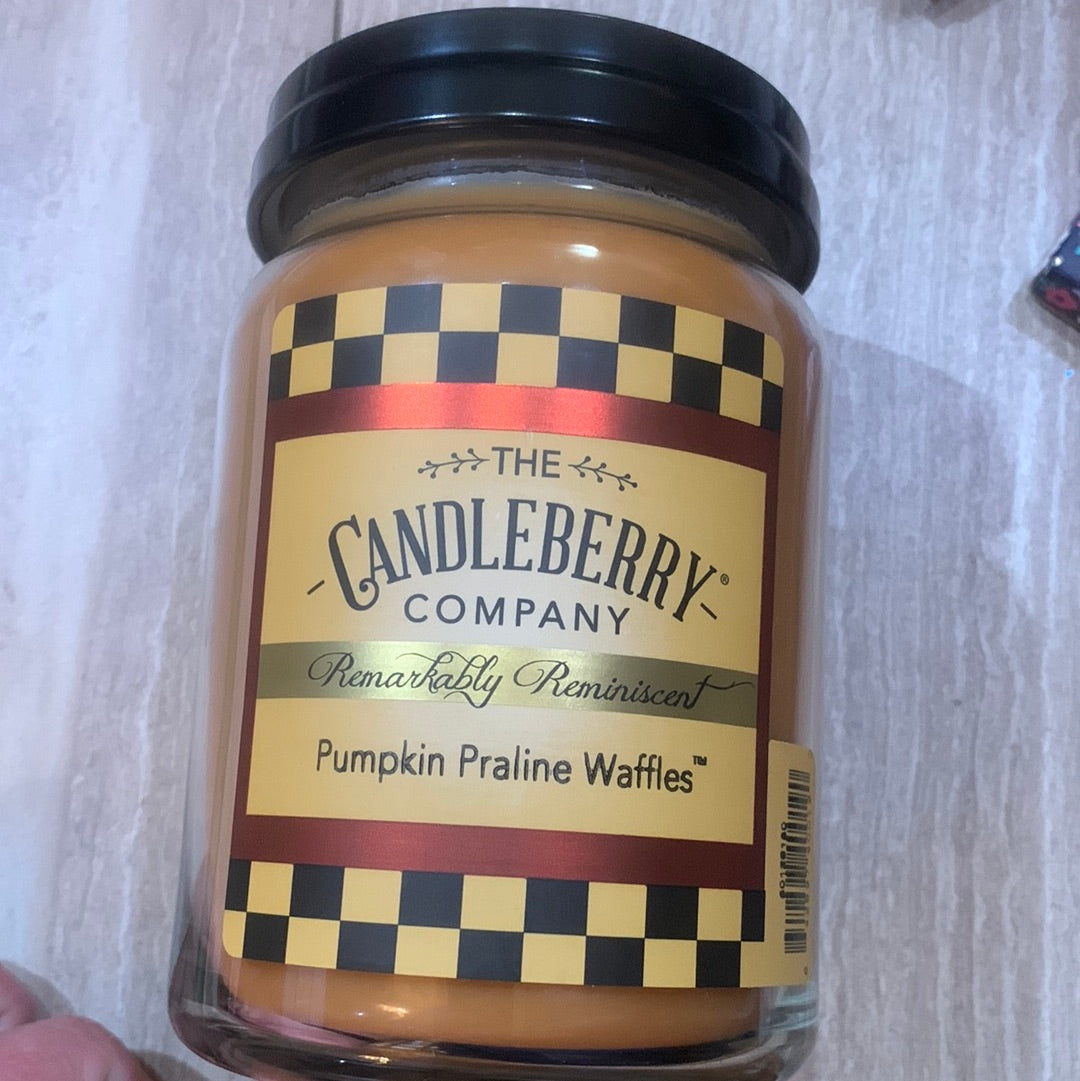 THE
CANDLEBERRY®
COMPANY
Remarkably Reminiscent
Pumpkin Praline Waffles™